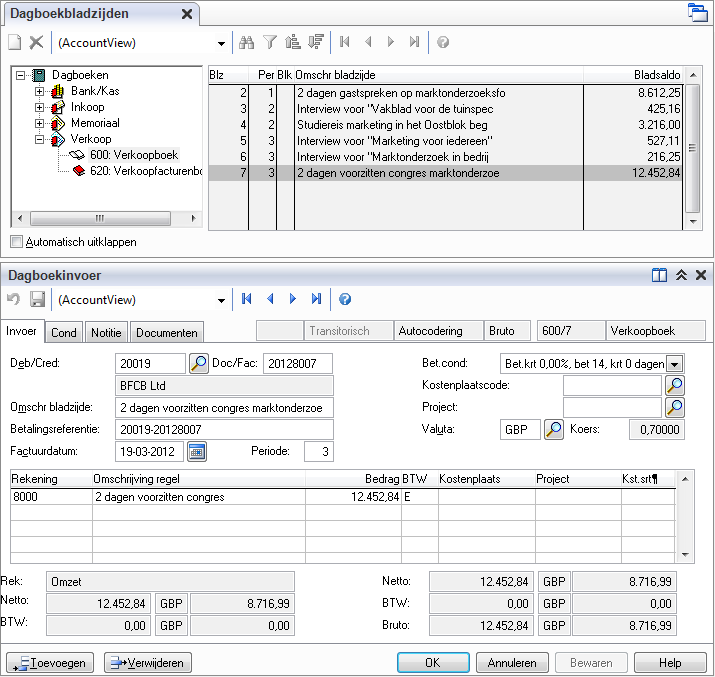 Dagboekbladzijden
(AccountView)
Dagboeken
Bank/Kas
Inkoop
Memoriaal
Verkoop
600: Verkoopboek
620: Verkoopfacturenbo
Automatisch uitklappen
Blz Per Blk Omschr bladzijde Bladsaldo
2 1 2 dagen gastspreken op marktonderzoeksfo 8.612,25
3 2 Interview voor "Vakblad voor de tuinspec 425,16
4 2 Studiereis marketing in het Oostblok beg 3.216,00
5 3 Interview voor "Marketing voor iedereen" 527,11
6 3 Interview voor "Marktonderzoek in bedrij 216,25
7 3 2 dagen voorzitten congres marktonderzoe 12.452,84
Dagboekinvoer
(AccountView)
Invoer Cond Notitie Documenten Transitorisch Autocodering Bruto 600/7 Verkoopboek
Deb/Cred: 20019 Doc/Fac: 20128007 Bet.cond: Bet.krt 0,00%, bet 14, krt 0 dagen
BFCB Ltd Kostenplaatscode:
Omschr bladzijde: 2 dagen voorzitten congres marktonderzoe Project:
Betalingsreferentie: 20019-20128007 Valuta: GBP Koers: 0,70000
Factuurdatum: 19-03-2012 Periode: 3
Rekening Omschrijving regel Bedrag BTW Kostenplaats Project Kst.srt¶
8000 2 dagen voorzitten congres 12.452,84 E
Rek: Omzet Netto: 12.452,84 GBP 8.716,99
Netto: 12.452,84 GBP 8.716,99 BTW: 0,00 GBP 0,00
BTW: 0,00 GBP 0,00 Bruto: 12.452,84 GBP 8.716,99
Toevoegen Verwijderen OK Annuleren Bewaren Help